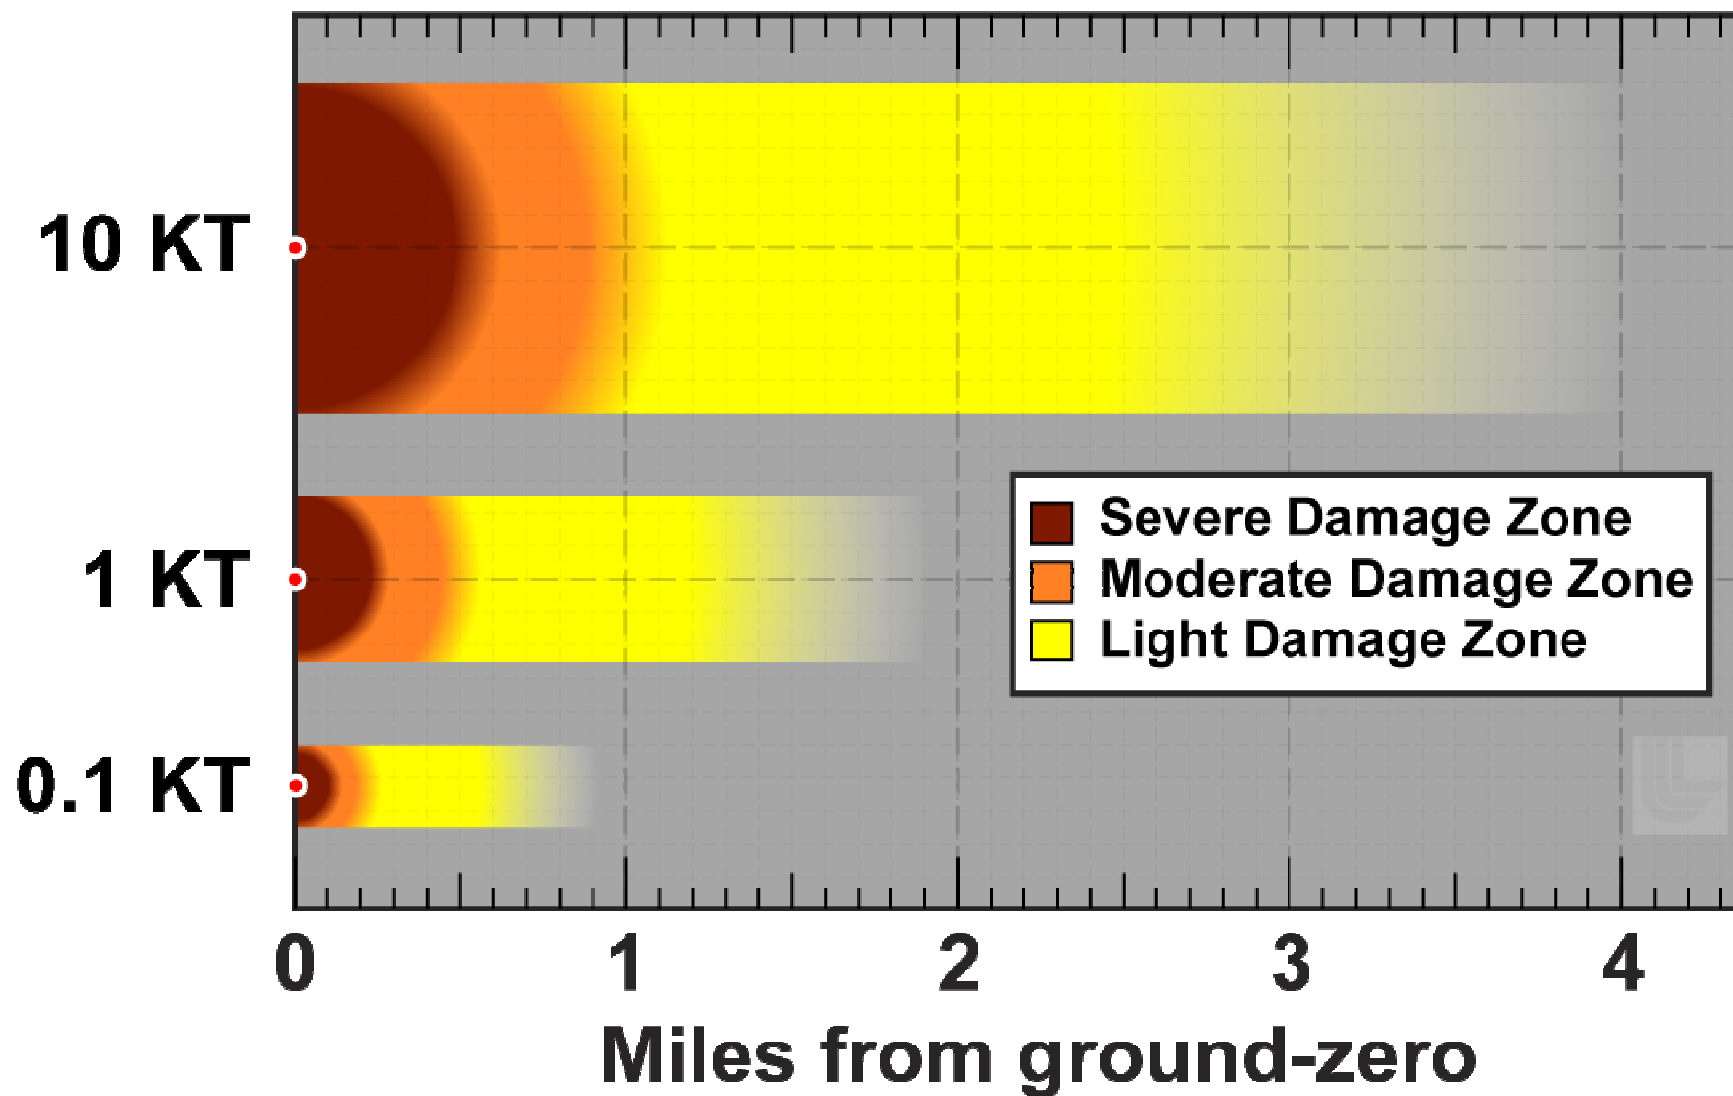 10 KT
1 KT
0.1 KT
Severe Damage Zone
Moderate Damage Zone
Light Damage Zone
0 1 2 3 4
Miles from ground-zero